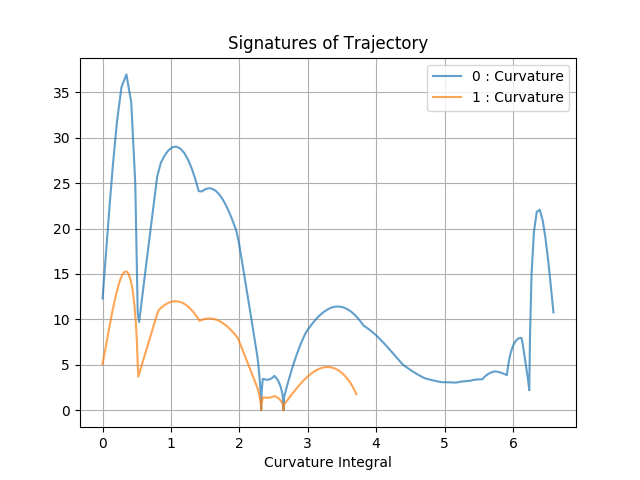 Signatures of Trajectory
0 : Curvature
1 : Curvature
35
30
25
20
15
10
5
0
0 1 2 3 4 5 6
Curvature Integral